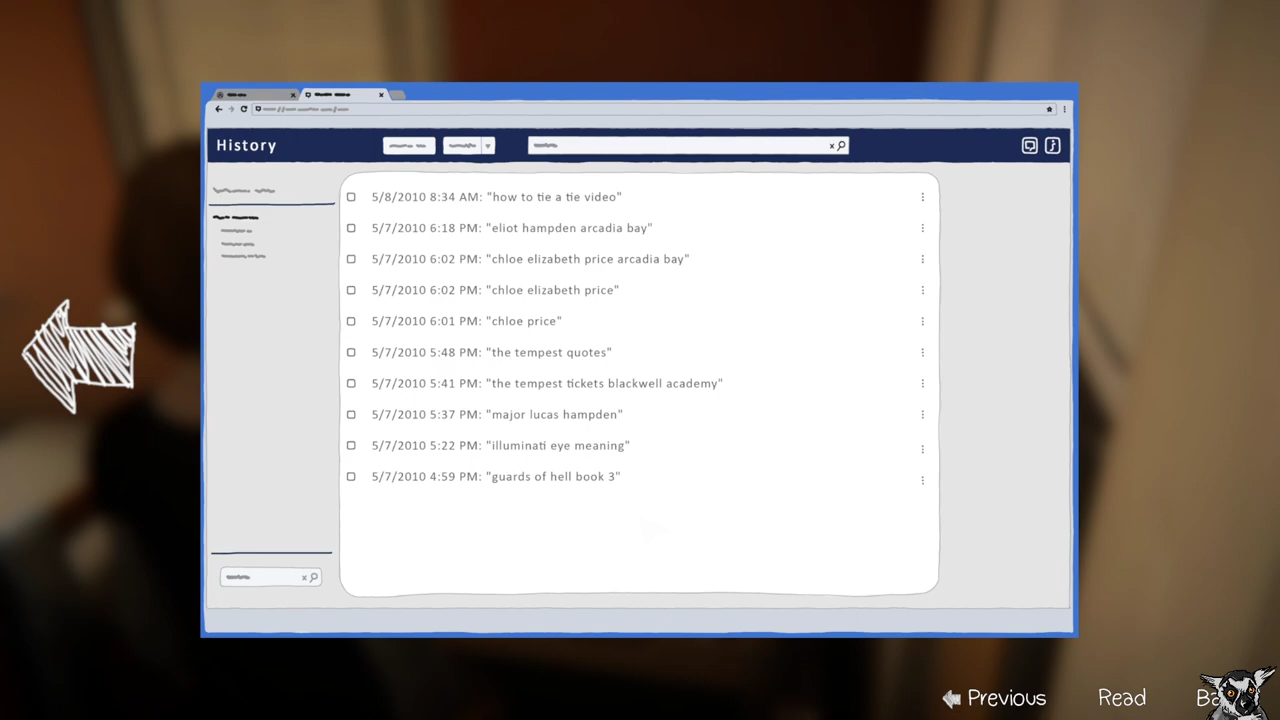 History
5/8/2010 8:34 AM: "how to tie a tie video"
5/7/2010 6:18 PM: "eliot hampden arcadia bay"
5/7/2010 6:02 PM: "chloe elizabeth price arcadia bay"
5/7/2010 6:02 PM: "chloe elizabeth price"
5/7/2010 6:01 PM: "chloe price"
5/7/2010 5:48 PM: "the tempest quotes"
5/7/2010 5:41 PM: "the tempest tickets blackwell academy"
5/7/2010 5:37 PM: "major lucas hampden"
5/7/2010 5:22 PM: "illuminati eye meaning"
5/7/2010 4:59 PM: "guards of hell book 3"
Previous Read